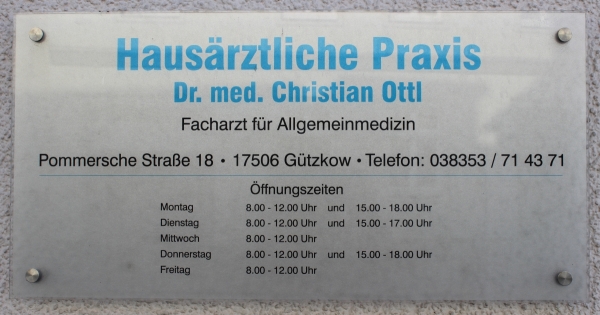 Hausärztliche Praxis
Dr. med. Christian Ottl
Facharzt für Allgemeinmedizin
Pommersche Straße 18 • 17506 Gützkow • Telefon: 038353 / 71 43 71
Öffnungszeiten
Montag 8.00 - 12.00 Uhr und 15.00 - 18.00 Uhr
Dienstag 8.00 - 12.00 Uhr und 15.00 - 17.00 Uhr
Mittwoch 8.00 - 12.00 Uhr
Donnerstag 8.00 - 12.00 Uhr und 15.00 - 18.00 Uhr
Freitag 8.00 - 12.00 Uhr